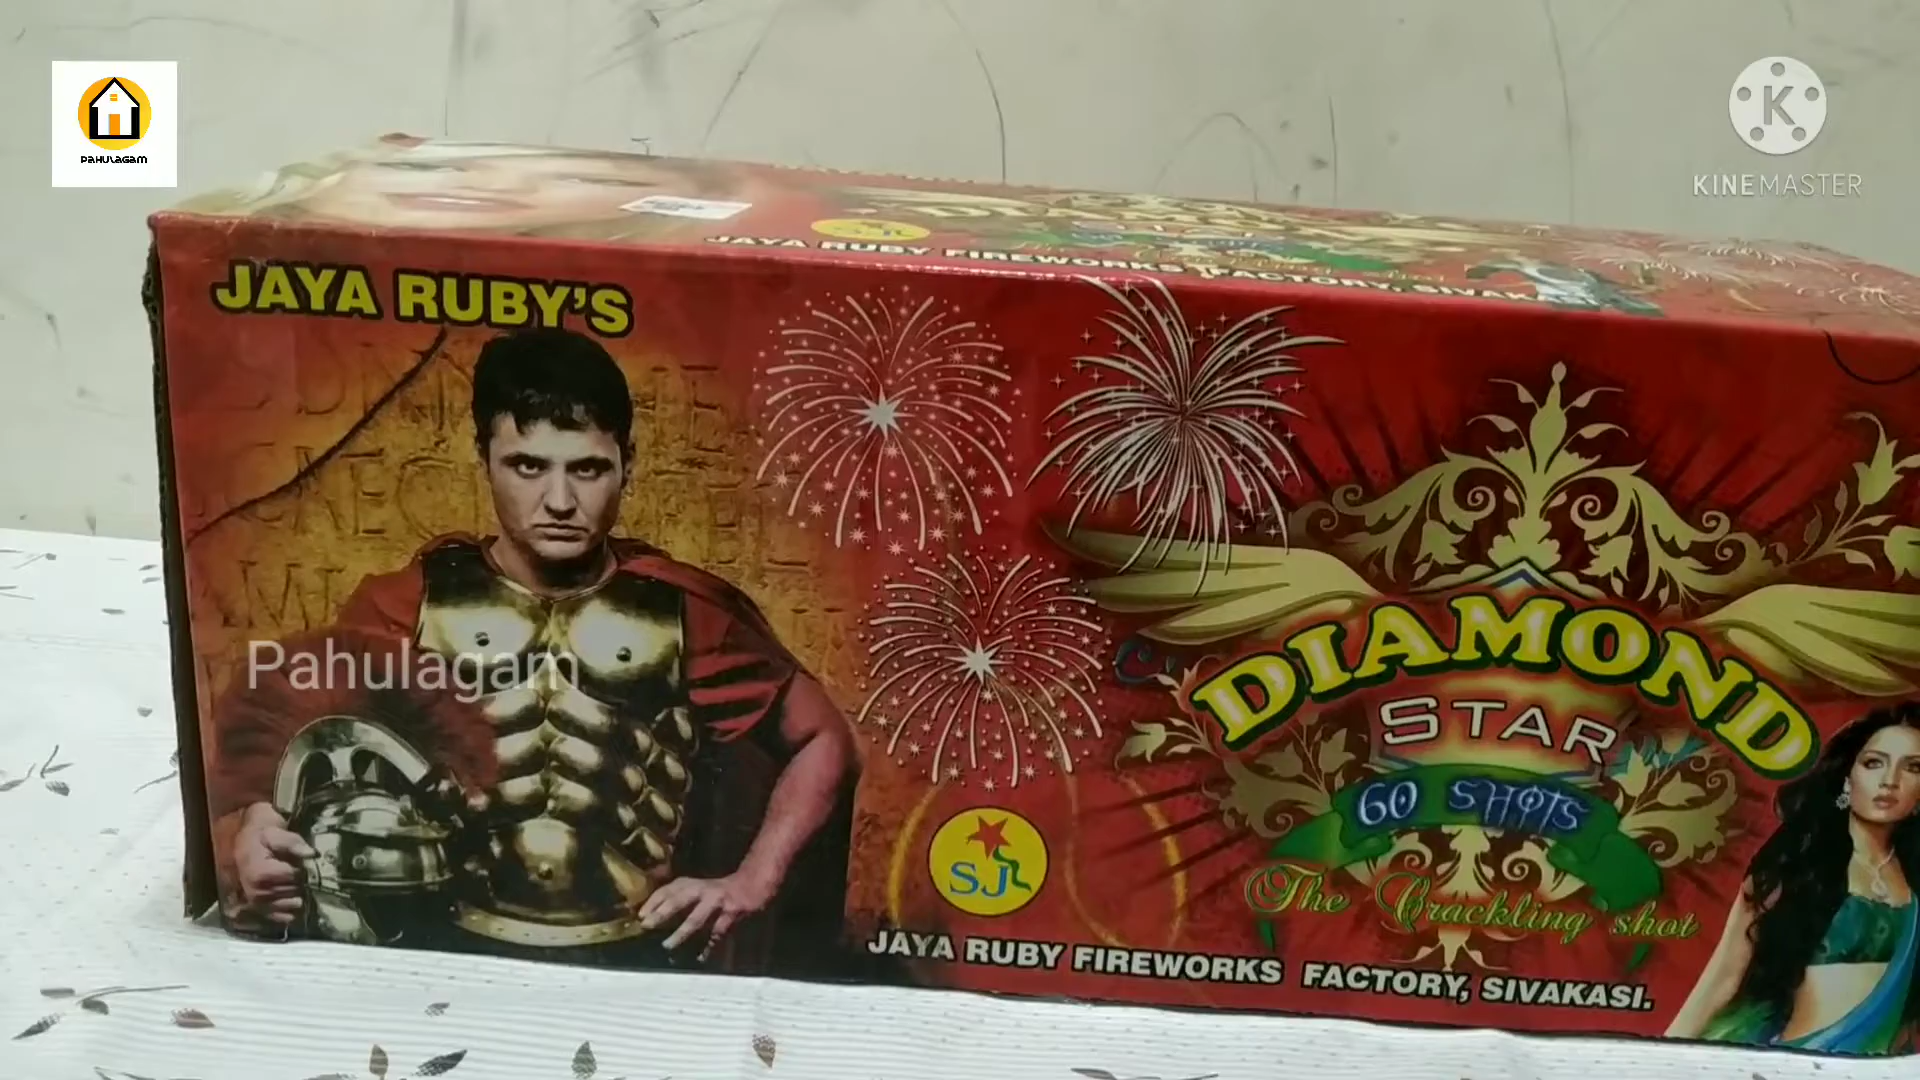 PAHULAGAM
KINEMASTER
JAYA RUBY FIREWORKS FACTORY, SIVAK
JAYA RUBY'S
Pahulagam
DIAMOND
STAR
60 SHOTS
The Crackling shot
SJ
JAYA RUBY FIREWORKS FACTORY, SIVAKASI.